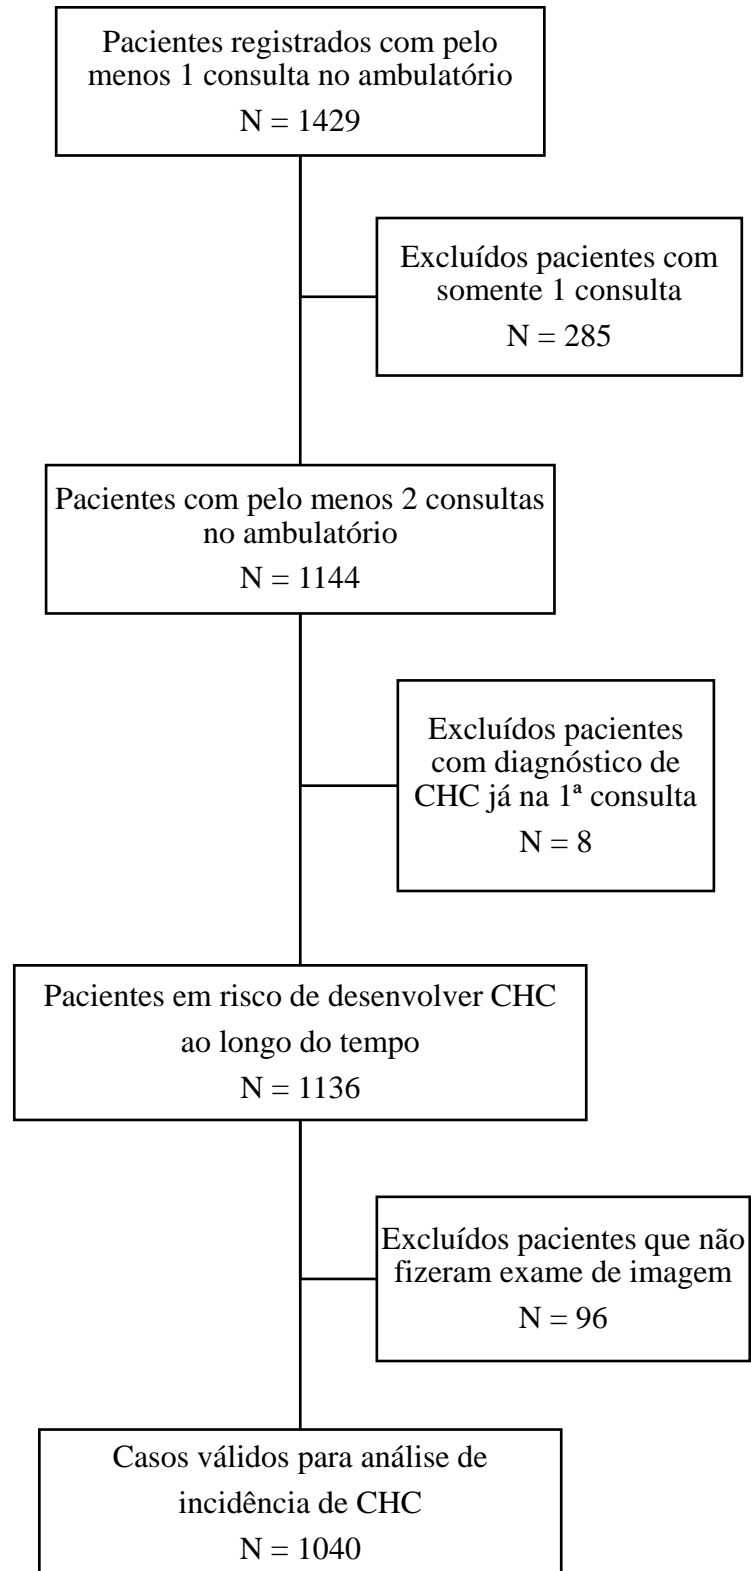 Pacientes registrados com pelo
menos 1 consulta no ambulatório
N = 1429
Excluídos pacientes com
somente 1 consulta
N = 285
Pacientes com pelo menos 2 consultas
no ambulatório
N = 1144
Excluídos pacientes
com diagnóstico de
CHC já na 1ª consulta
N = 8
Pacientes em risco de desenvolver CHC
ao longo do tempo
N = 1136
Excluídos pacientes que não
fizeram exame de imagem
N = 96
Casos válidos para análise de
incidência de CHC
N = 1040